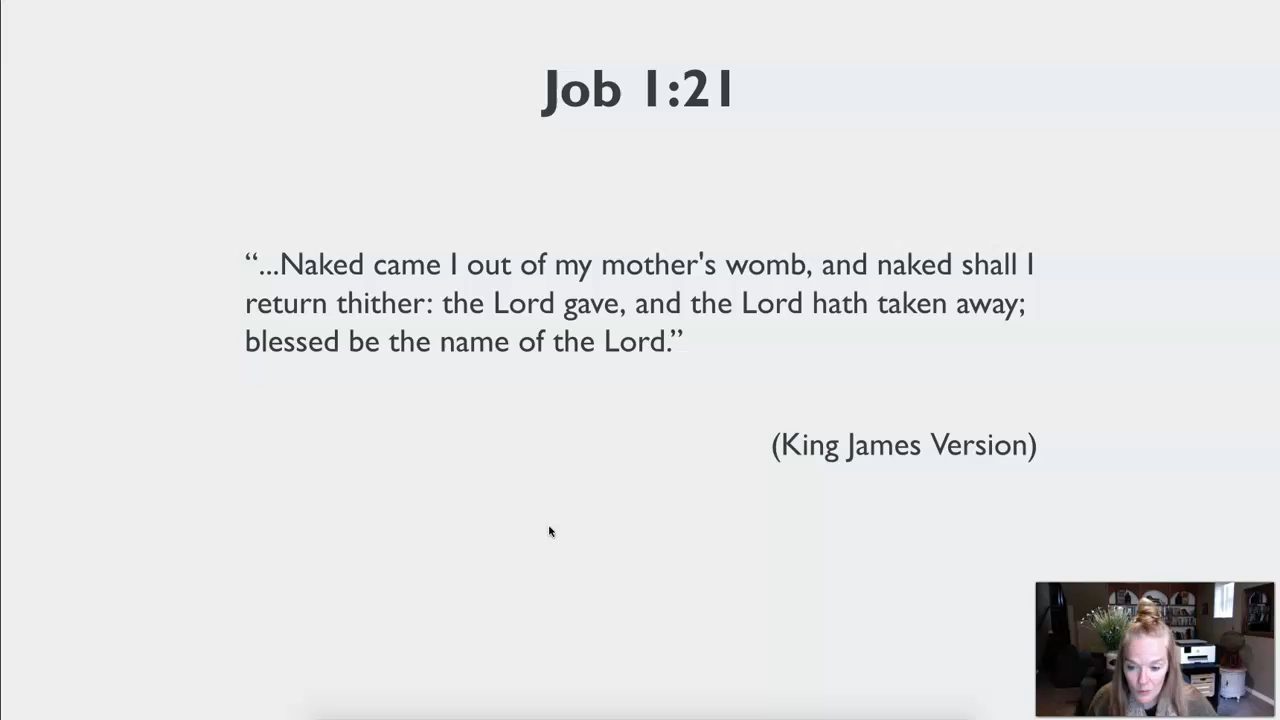 Job 1:21
“...Naked came I out of my mother's womb, and naked shall I
return thither: the Lord gave, and the Lord hath taken away;
blessed be the name of the Lord.”
(King James Version)